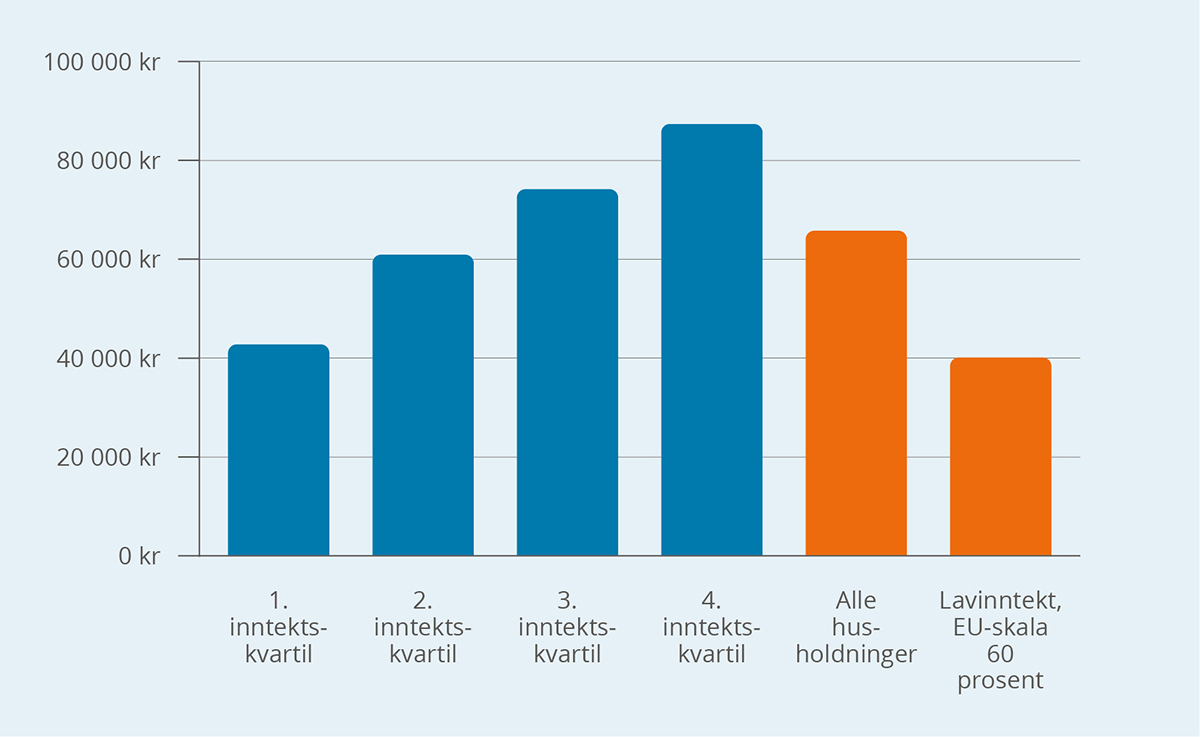 100 000 kr
80 000 kr
60 000 kr
40 000 kr
20 000 kr
0 kr
1.
inntekts-
kvartil
2.
inntekts-
kvartil
3.
inntekts-
kvartil
4.
inntekts-
kvartil
Alle
hus-
holdninger
Lavinntekt,
EU-skala
60
prosent